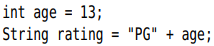 int age = 13;
String rating = "PG" + age;